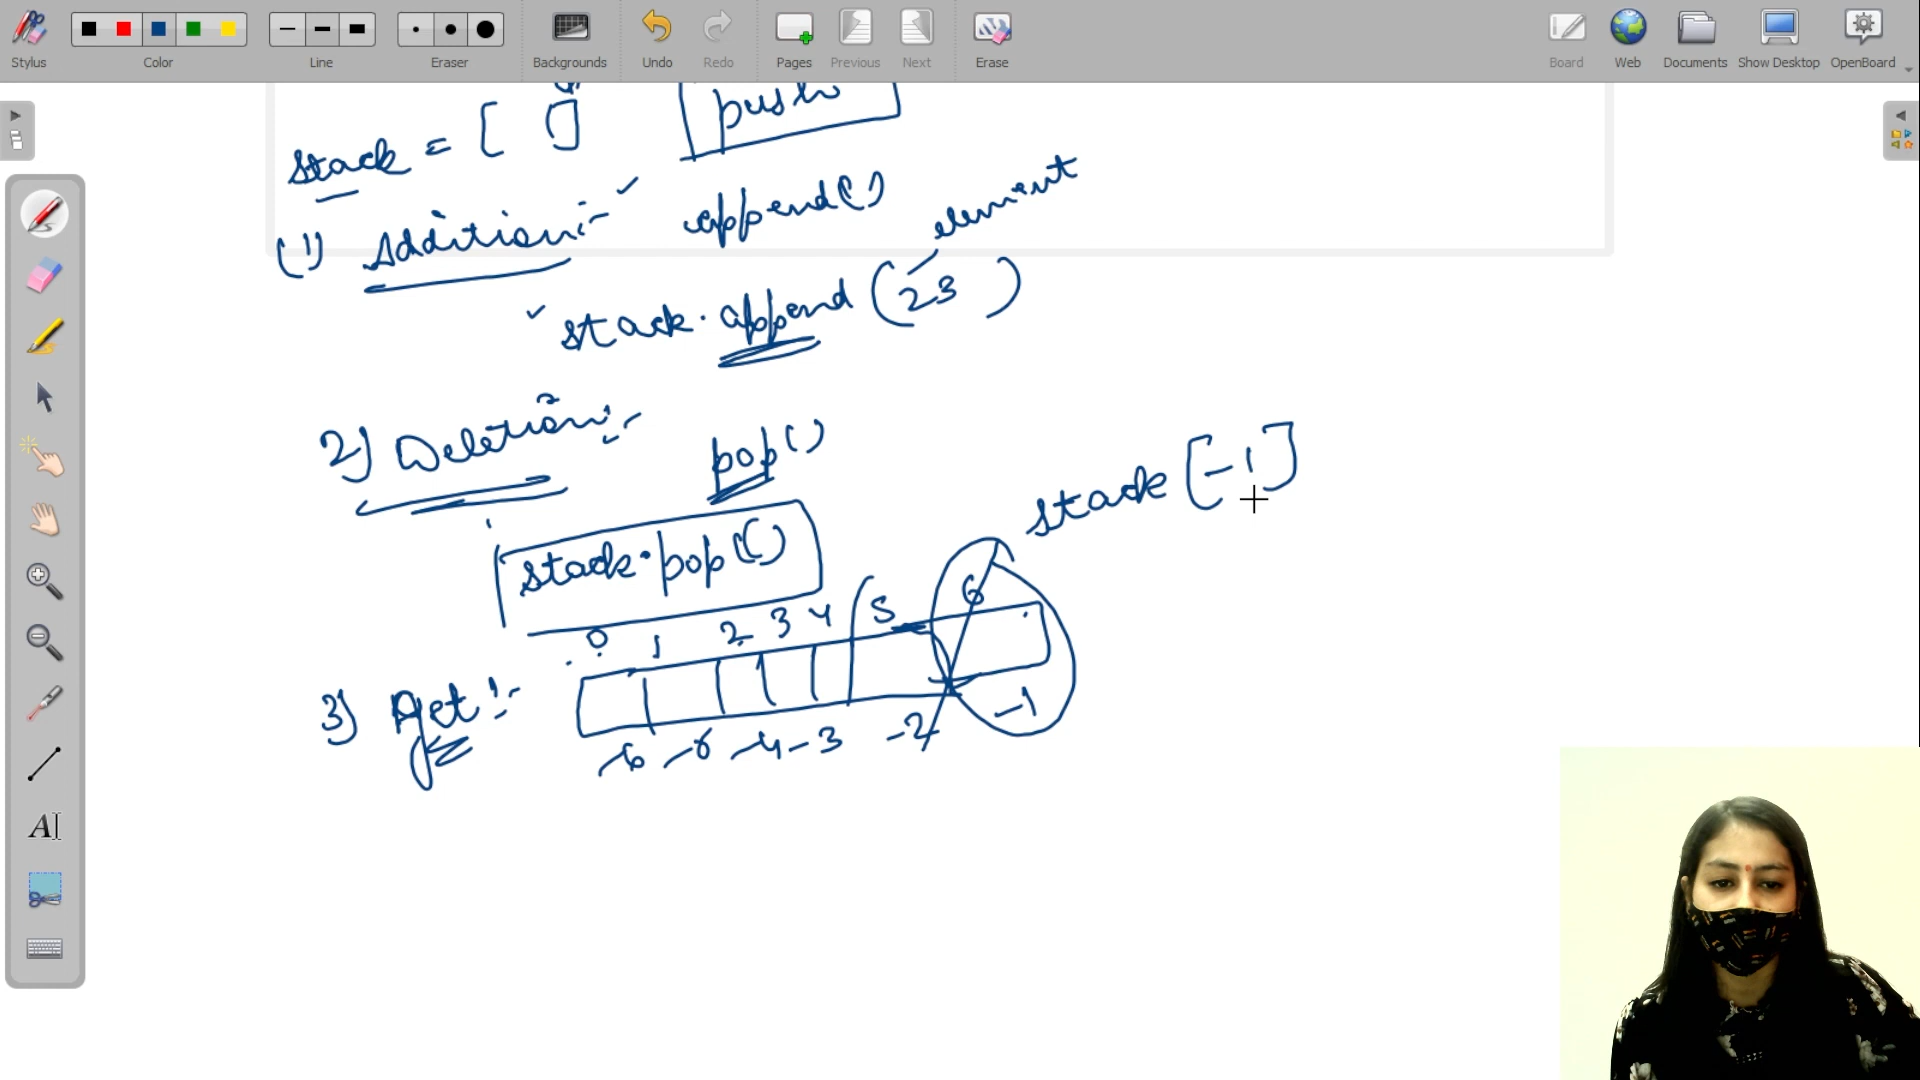 Stylus Color Line Eraser Backgrounds Undo Redo Pages Previous Next Erase Board Web Documents Show Desktop OpenBoard
push
stack = [ ]
(1) Addition:- append()
element
stack.append(23)
2) Deletion:- pop()
stack[-1]
stack.pop()
0 1 2 3 4 5 6
3) get:-
-6 -5 -4 -3 -2 -1
AI